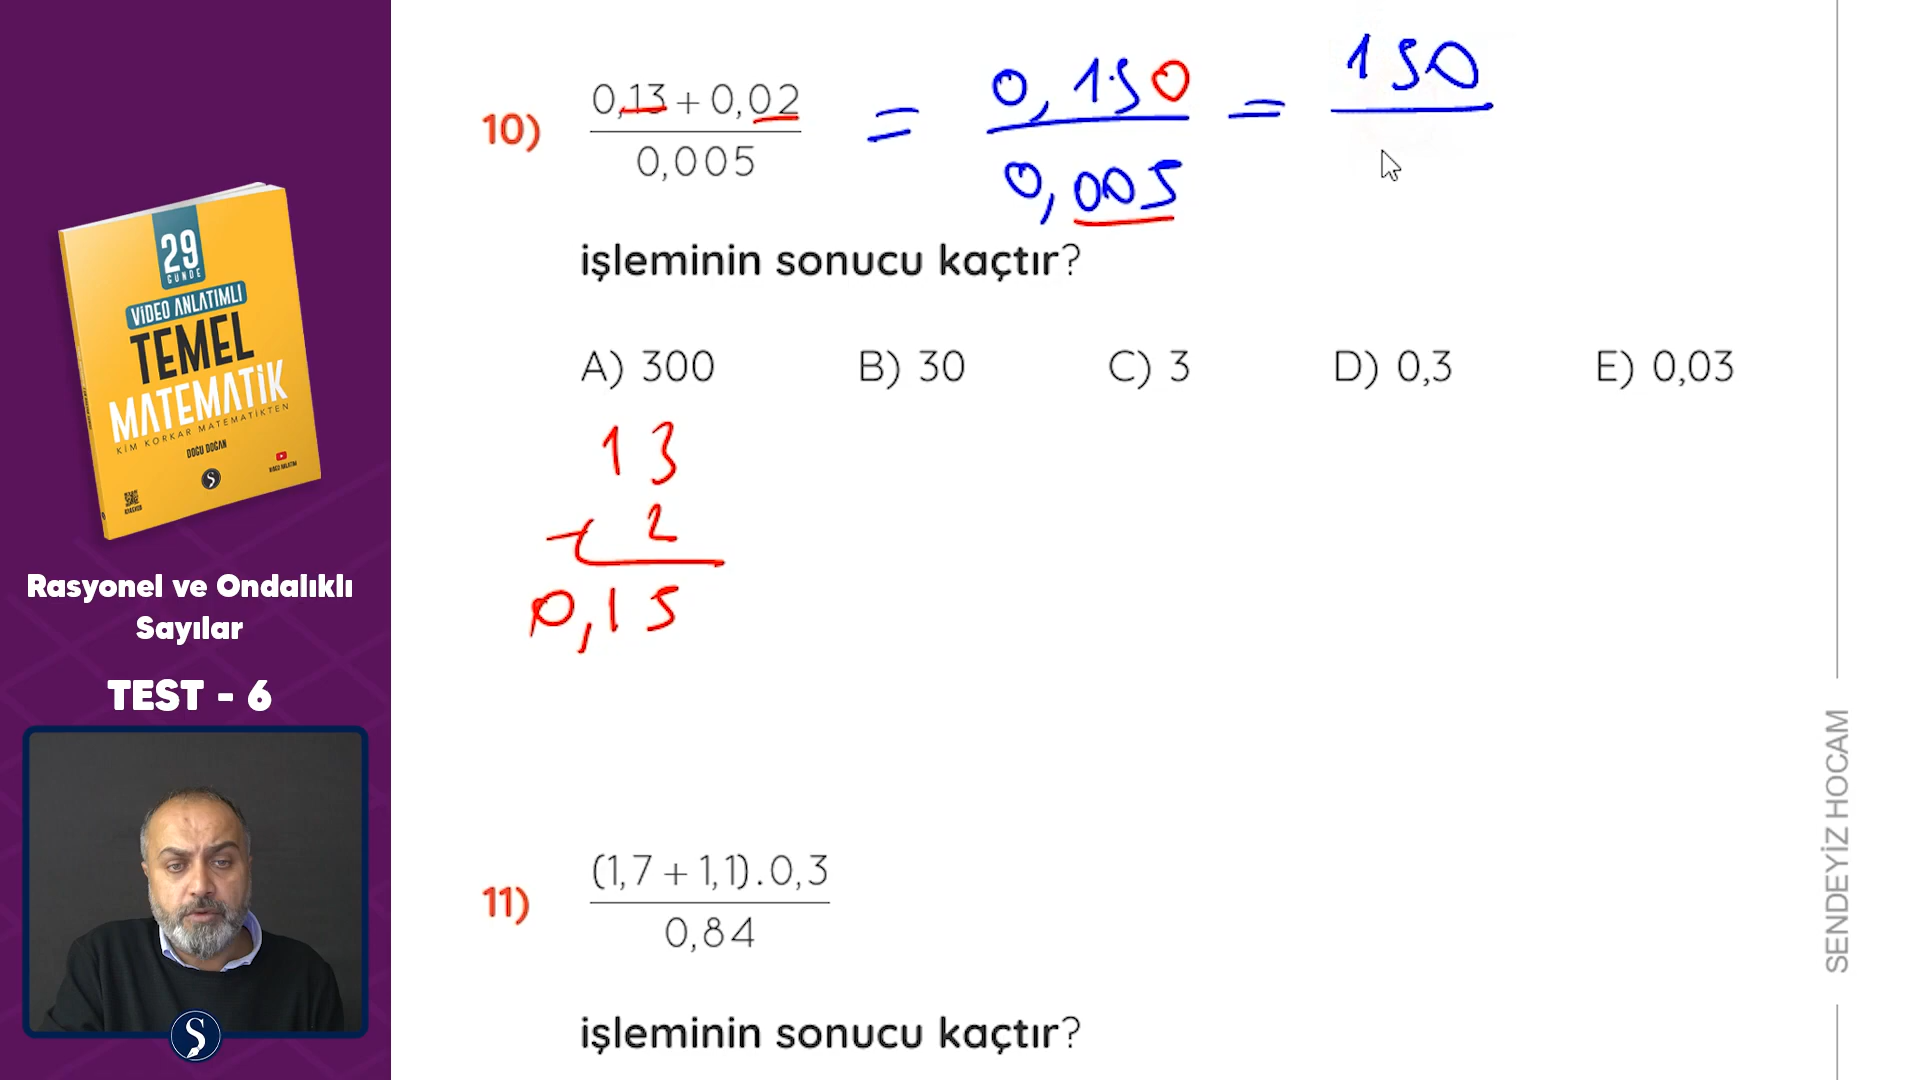 29
GÜNDE
VİDEO ANLATIMLI
TEMEL
MATEMATİK
KİM KORKAR MATEMATİKTEN
DOĞU DOĞAN
Rasyonel ve Ondalıklı
Sayılar
TEST - 6
10) 0,13 + 0,02 / 0,005 = 0,150 / 0,005 = 150
işleminin sonucu kaçtır?
A) 300 B) 30 C) 3 D) 0,3 E) 0,03
13
+ 2
0,15
11) (1,7 + 1,1) . 0,3 / 0,84
işleminin sonucu kaçtır?
SENDEYİZ HOCAM